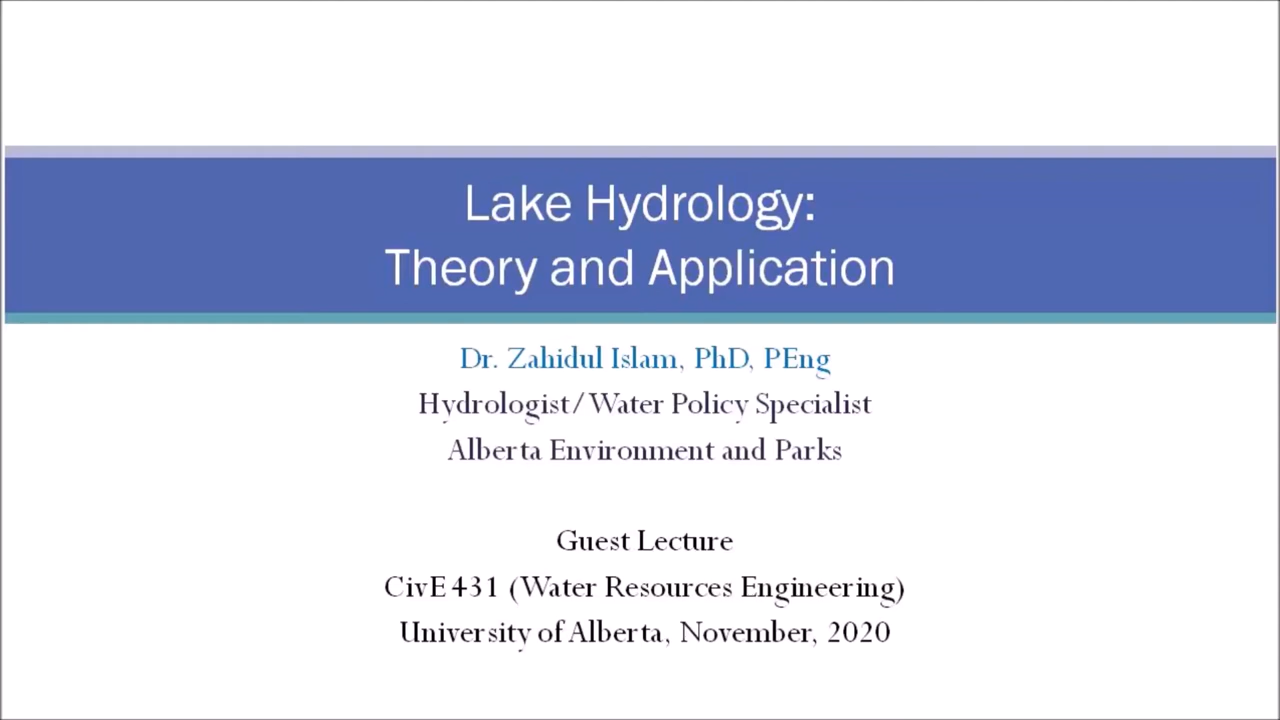 Lake Hydrology:
Theory and Application
Dr. Zahidul Islam, PhD, PEng
Hydrologist/Water Policy Specialist
Alberta Environment and Parks
Guest Lecture
CivE 431 (Water Resources Engineering)
University of Alberta, November, 2020